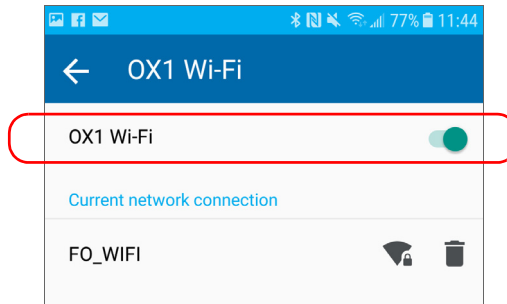 77% 11:44
OX1 Wi-Fi
OX1 Wi-Fi
Current network connection
FO_WIFI